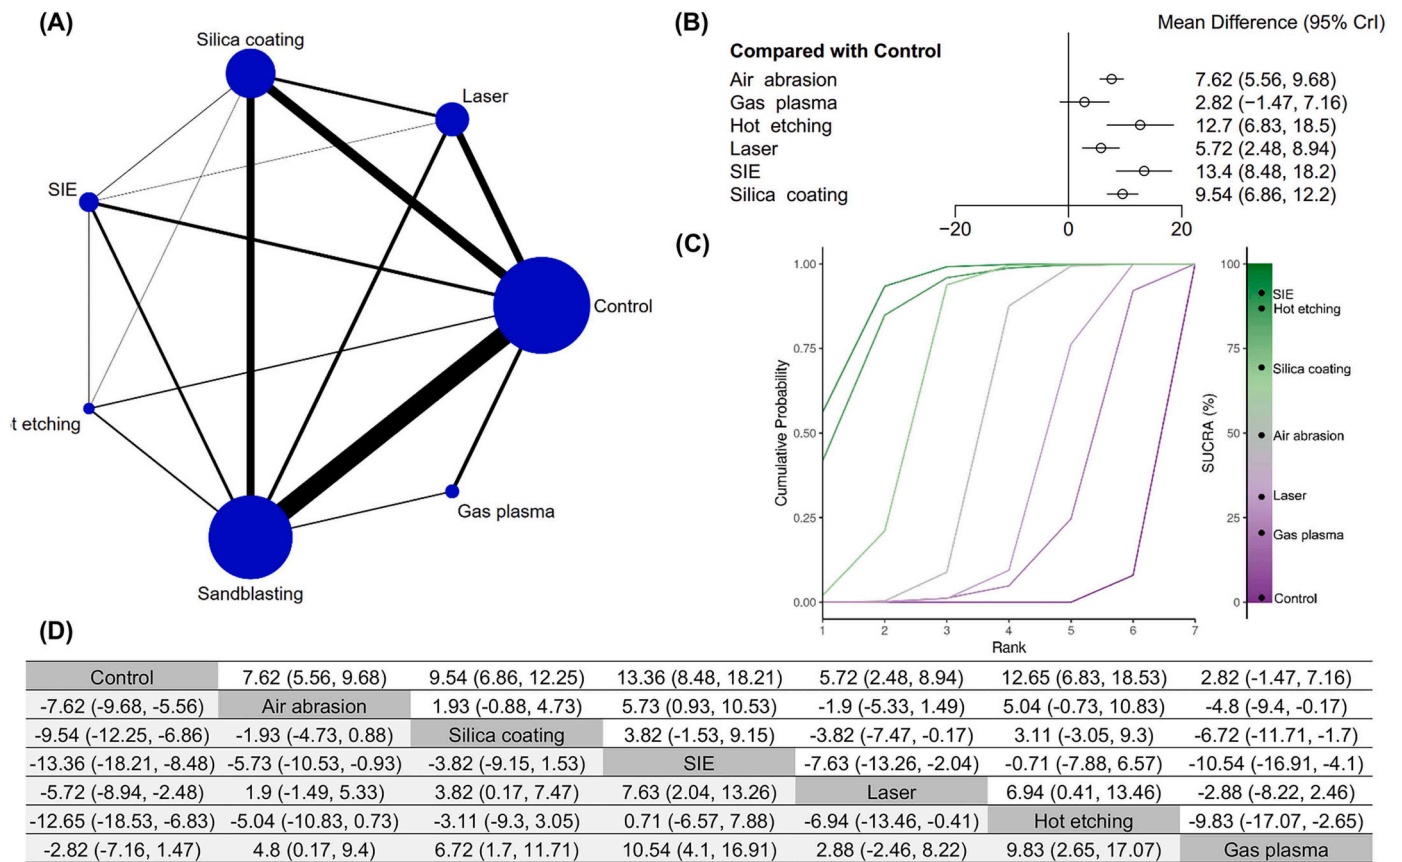 (A)
Silica coating
Laser
SIE
Control
t etching
Gas plasma
Sandblasting
(B)
Mean Difference (95% CrI)
Compared with Control
Air abrasion 7.62 (5.56, 9.68)
Gas plasma 2.82 (−1.47, 7.16)
Hot etching 12.7 (6.83, 18.5)
Laser 5.72 (2.48, 8.94)
SIE 13.4 (8.48, 18.2)
Silica coating 9.54 (6.86, 12.2)
−20 0 20
(C)
Cumulative Probability
1.00
0.75
0.50
0.25
0.00
1 2 3 4 5 6 7
Rank
SUCRA (%)
100
75
50
25
0
SIE
Hot etching
Silica coating
Air abrasion
Laser
Gas plasma
Control
(D)
Control 7.62 (5.56, 9.68) 9.54 (6.86, 12.25) 13.36 (8.48, 18.21) 5.72 (2.48, 8.94) 12.65 (6.83, 18.53) 2.82 (-1.47, 7.16)
-7.62 (-9.68, -5.56) Air abrasion 1.93 (-0.88, 4.73) 5.73 (0.93, 10.53) -1.9 (-5.33, 1.49) 5.04 (-0.73, 10.83) -4.8 (-9.4, -0.17)
-9.54 (-12.25, -6.86) -1.93 (-4.73, 0.88) Silica coating 3.82 (-1.53, 9.15) -3.82 (-7.47, -0.17) 3.11 (-3.05, 9.3) -6.72 (-11.71, -1.7)
-13.36 (-18.21, -8.48) -5.73 (-10.53, -0.93) -3.82 (-9.15, 1.53) SIE -7.63 (-13.26, -2.04) -0.71 (-7.88, 6.57) -10.54 (-16.91, -4.1)
-5.72 (-8.94, -2.48) 1.9 (-1.49, 5.33) 3.82 (0.17, 7.47) 7.63 (2.04, 13.26) Laser 6.94 (0.41, 13.46) -2.88 (-8.22, 2.46)
-12.65 (-18.53, -6.83) -5.04 (-10.83, 0.73) -3.11 (-9.3, 3.05) 0.71 (-6.57, 7.88) -6.94 (-13.46, -0.41) Hot etching -9.83 (-17.07, -2.65)
-2.82 (-7.16, 1.47) 4.8 (0.17, 9.4) 6.72 (1.7, 11.71) 10.54 (4.1, 16.91) 2.88 (-2.46, 8.22) 9.83 (2.65, 17.07) Gas plasma